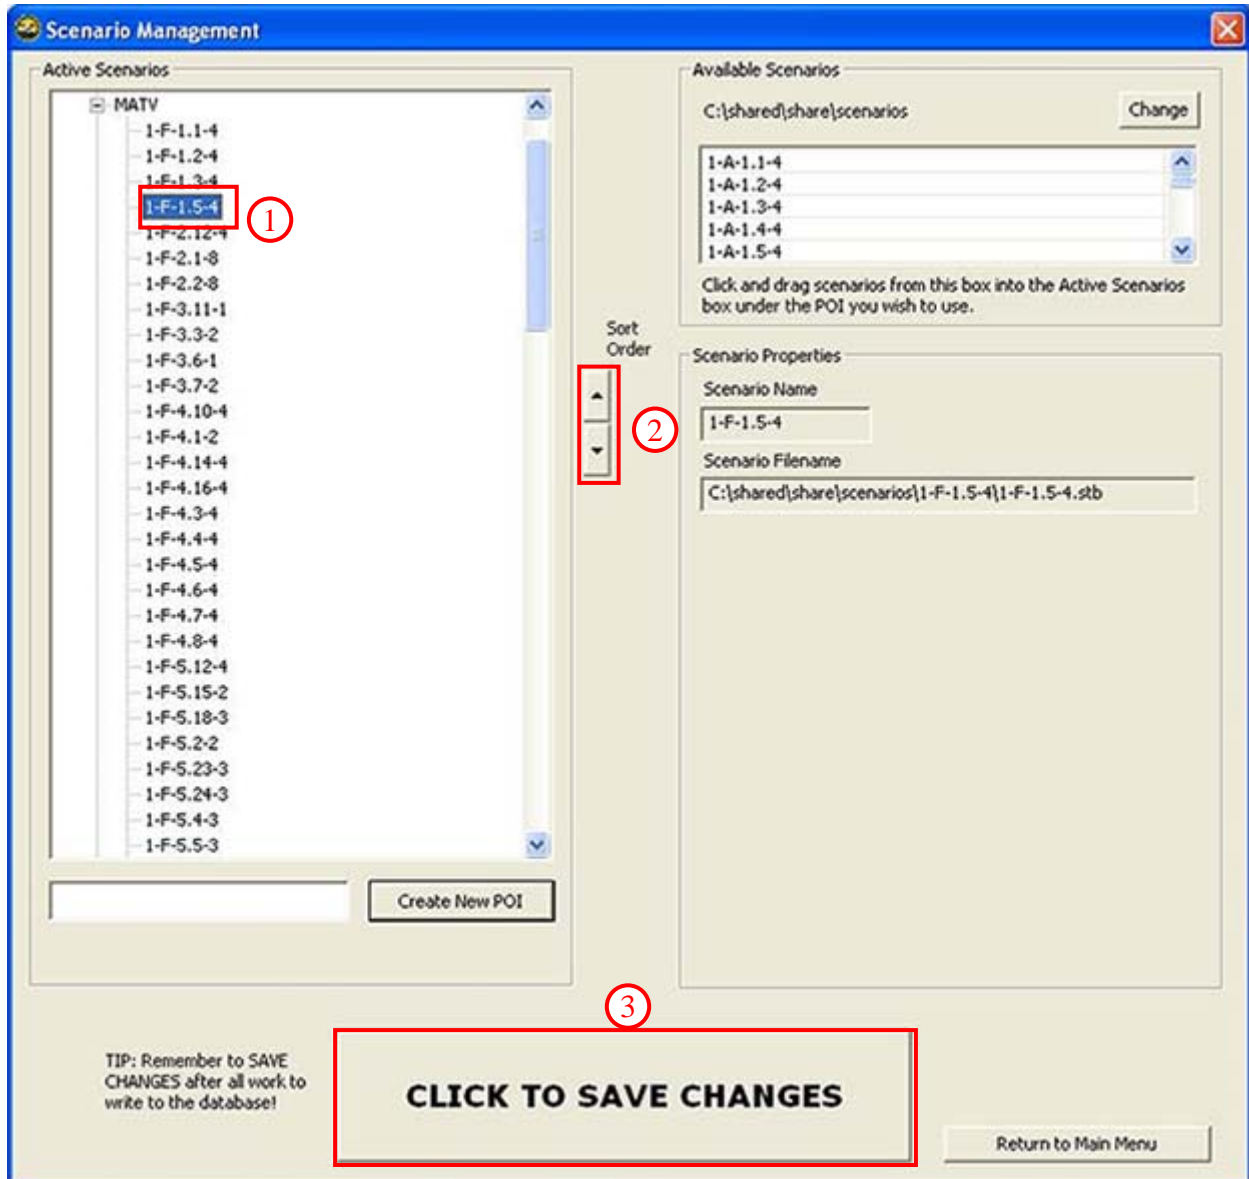 Scenario Management
Active Scenarios
MATV
1-F-1.1-4
1-F-1.2-4
1-F-1.3-4
1-F-1.5-4
1
1-F-2.12-4
1-F-2.1-8
1-F-2.2-8
1-F-3.11-1
1-F-3.3-2
1-F-3.6-1
1-F-3.7-2
1-F-4.10-4
1-F-4.1-2
1-F-4.14-4
1-F-4.16-4
1-F-4.3-4
1-F-4.4-4
1-F-4.5-4
1-F-4.6-4
1-F-4.7-4
1-F-4.8-4
1-F-5.12-4
1-F-5.15-2
1-F-5.18-3
1-F-5.2-2
1-F-5.23-3
1-F-5.24-3
1-F-5.4-3
1-F-5.5-3
Create New POI
Sort
Order
2
Available Scenarios
C:\shared\share\scenarios
Change
1-A-1.1-4
1-A-1.2-4
1-A-1.3-4
1-A-1.4-4
1-A-1.5-4
Click and drag scenarios from this box into the Active Scenarios
box under the POI you wish to use.
Scenario Properties
Scenario Name
1-F-1.5-4
Scenario Filename
C:\shared\share\scenarios\1-F-1.5-4\1-F-1.5-4.stb
3
TIP: Remember to SAVE
CHANGES after all work to
write to the database!
CLICK TO SAVE CHANGES
Return to Main Menu